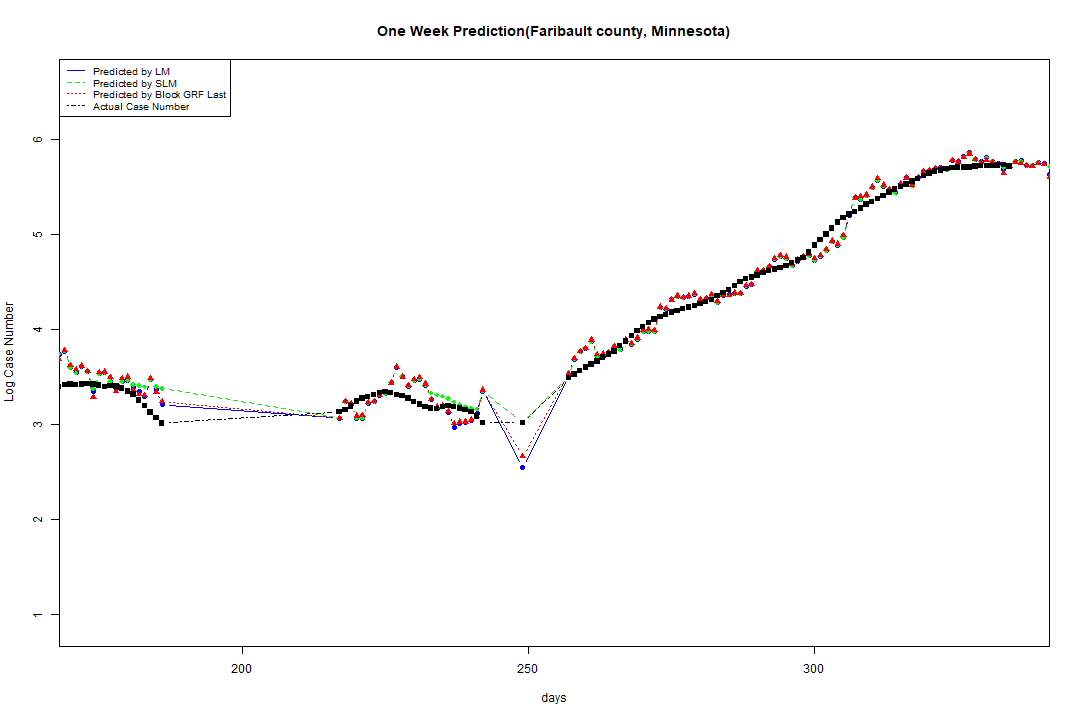 One Week Prediction(Faribault county, Minnesota)
Predicted by LM
Predicted by SLM
Predicted by Block GRF Last
Actual Case Number
Log Case Number
6
5
4
3
2
1
200 250 300
days